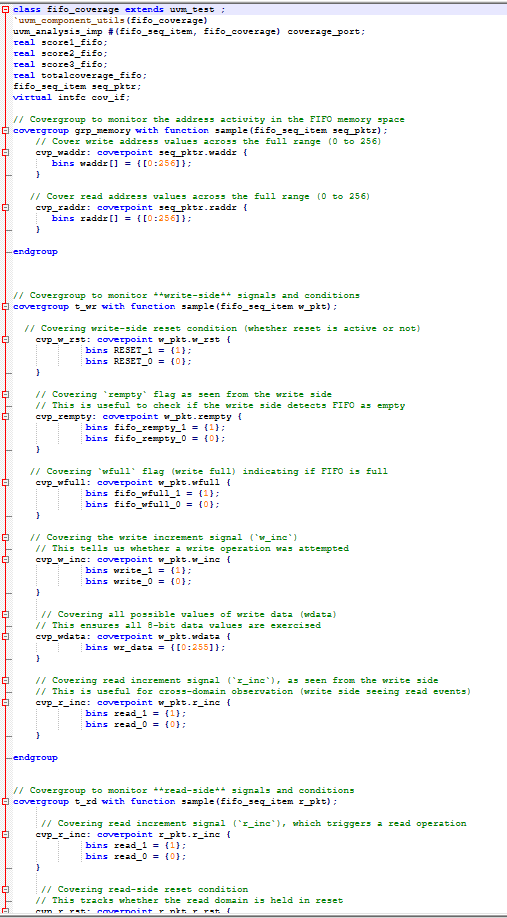 class fifo_coverage extends uvm_test ;
`uvm_component_utils(fifo_coverage)
uvm_analysis_imp #(fifo_seq_item, fifo_coverage) coverage_port;
real score1_fifo;
real score2_fifo;
real score3_fifo;
real totalcoverage_fifo;
fifo_seq_item seq_pktr;
virtual intfc cov_if;
// Covergroup to monitor the address activity in the FIFO memory space
covergroup grp_memory with function sample(fifo_seq_item seq_pktr);
// Cover write address values across the full range (0 to 256)
cvp_waddr: coverpoint seq_pktr.waddr {
bins waddr[] = {[0:256]};
}
// Cover read address values across the full range (0 to 256)
cvp_raddr: coverpoint seq_pktr.raddr {
bins raddr[] = {[0:256]};
}
endgroup
// Covergroup to monitor **write-side** signals and conditions
covergroup t_wr with function sample(fifo_seq_item w_pkt);
// Covering write-side reset condition (whether reset is active or not)
cvp_w_rst: coverpoint w_pkt.w_rst {
bins RESET_1 = {1};
bins RESET_0 = {0};
}
// Covering `rempty` flag as seen from the write side
// This is useful to check if the write side detects FIFO as empty
cvp_rempty: coverpoint w_pkt.rempty {
bins fifo_rempty_1 = {1};
bins fifo_rempty_0 = {0};
}
// Covering `wfull` flag (write full) indicating if FIFO is full
cvp_wfull: coverpoint w_pkt.wfull {
bins fifo_wfull_1 = {1};
bins fifo_wfull_0 = {0};
}
// Covering the write increment signal (`w_inc`)
// This tells us whether a write operation was attempted
cvp_w_inc: coverpoint w_pkt.w_inc {
bins write_1 = {1};
bins write_0 = {0};
}
// Covering all possible values of write data (wdata)
// This ensures all 8-bit data values are exercised
cvp_wdata: coverpoint w_pkt.wdata {
bins wr_data = {[0:255]};
}
// Covering read increment signal (`r_inc`), as seen from the write side
// This is useful for cross-domain observation (write side seeing read events)
cvp_r_inc: coverpoint w_pkt.r_inc {
bins read_1 = {1};
bins read_0 = {0};
}
endgroup
// Covergroup to monitor **read-side** signals and conditions
covergroup t_rd with function sample(fifo_seq_item r_pkt);
// Covering read increment signal (`r_inc`), which triggers a read operation
cvp_r_inc: coverpoint r_pkt.r_inc {
bins read_1 = {1};
bins read_0 = {0};
}
// Covering read-side reset condition
// This tracks whether the read domain is held in reset
cvp_r_rst: coverpoint r_pkt.r_rst {